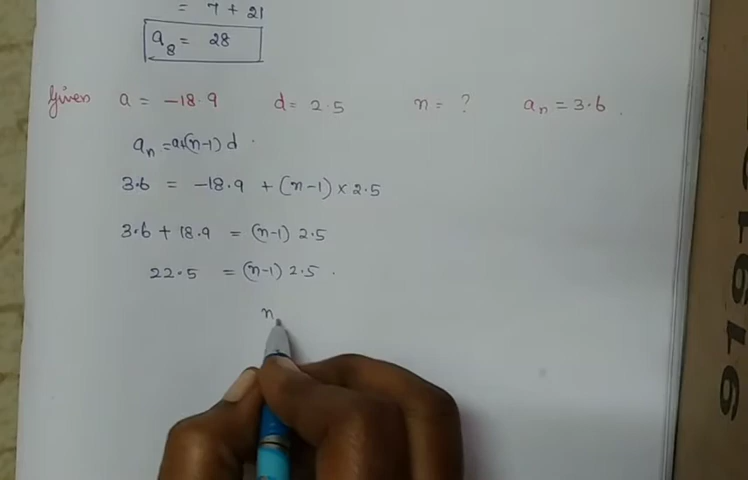 = 7 + 21
a8 = 28
Given a = -18.9 d = 2.5 n = ? an = 3.6.
an = a+(n-1) d.
3.6 = -18.9 + (n-1) × 2.5
3.6 + 18.9 = (n-1) 2.5
22.5 = (n-1) 2.5.
n